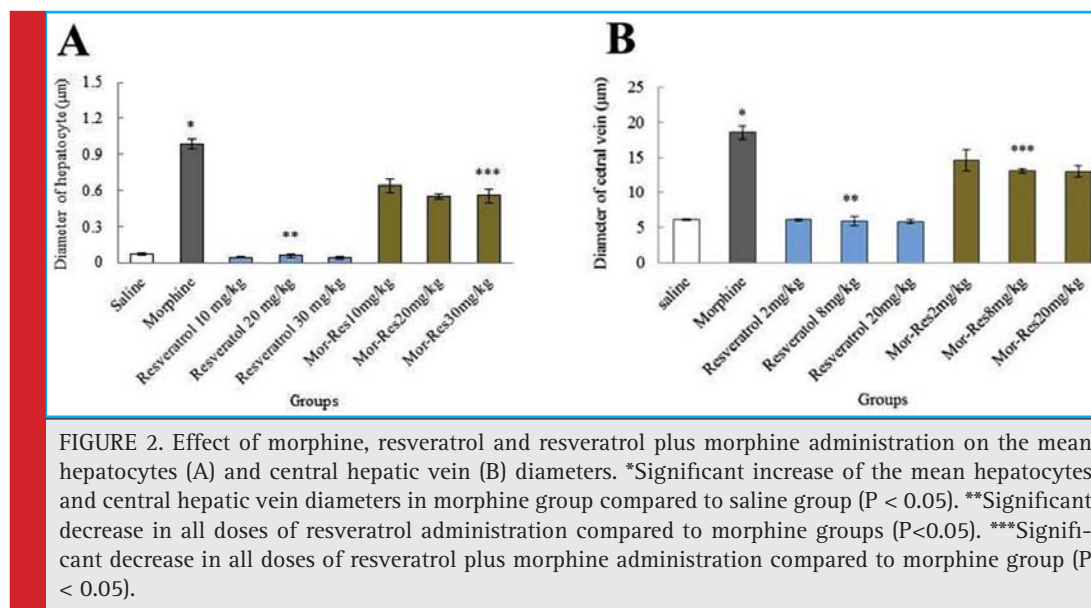 A
Diameter of hepatocyte (µm)
1.5
1.2
0.9
0.6
0.3
0
*
**
***
Saline
Morphine
Resveratrol 10 mg/kg
Resveratol 20 mg/kg
Resveratrol 30 mg/kg
Mor-Res10mg/kg
Mor-Res20mg/kg
Mor-Res30mg/kg
Groups
B
Diameter of cetral vein (µm)
25
20
15
10
5
0
*
**
***
saline
Morphine
Resveratrol 2mg/kg
Resveratol 8mg/kg
Resveratrol 20mg/kg
Mor-Res2mg/kg
Mor-Res8mg/kg
Mor-Res20mg/kg
Groups
FIGURE 2. Effect of morphine, resveratrol and resveratrol plus morphine administration on the mean
hepatocytes (A) and central hepatic vein (B) diameters. *Significant increase of the mean hepatocytes
and central hepatic vein diameters in morphine group compared to saline group (P < 0.05). **Significant
decrease in all doses of resveratrol administration compared to morphine groups (P<0.05). ***Signifi-
cant decrease in all doses of resveratrol plus morphine administration compared to morphine group (P
< 0.05).